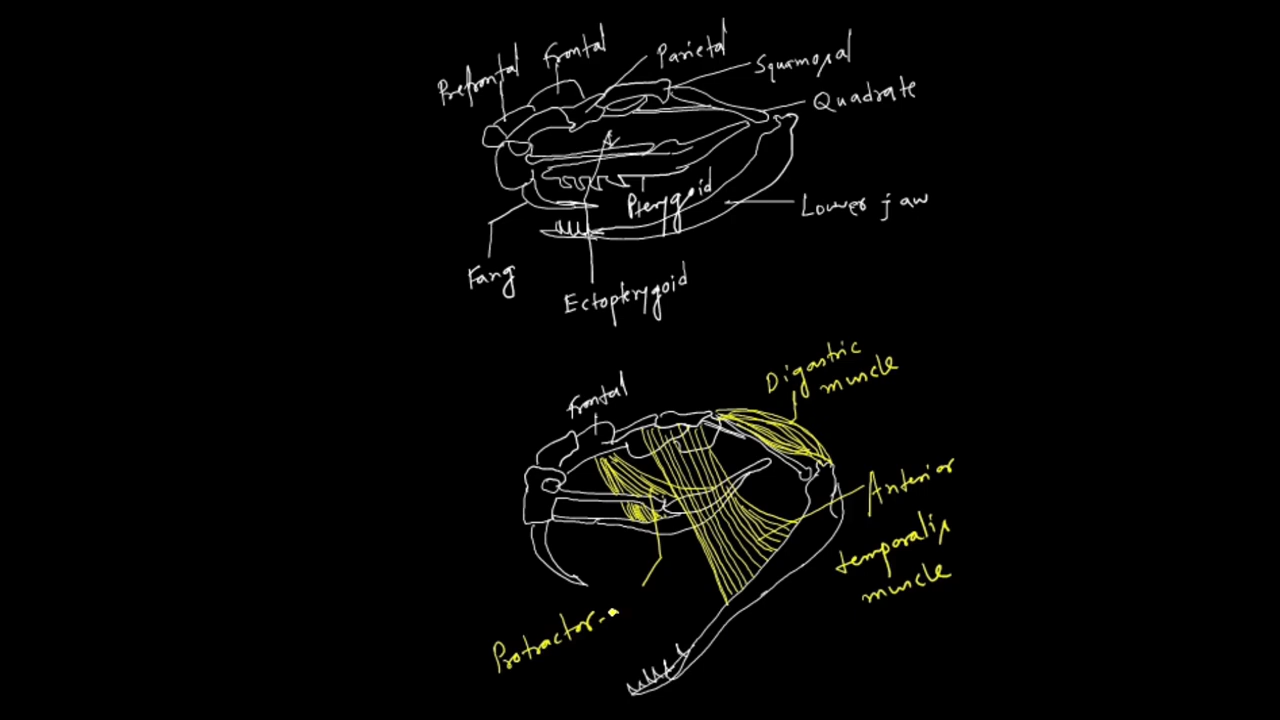 Prefrontal
Frontal
Parietal
Squamosal
Quadrate
Pterygoid
Lower jaw
Fang
Ectopterygoid
Digastric
muscle
Frontal
Anterior
temporalis
muscle
Protractor-